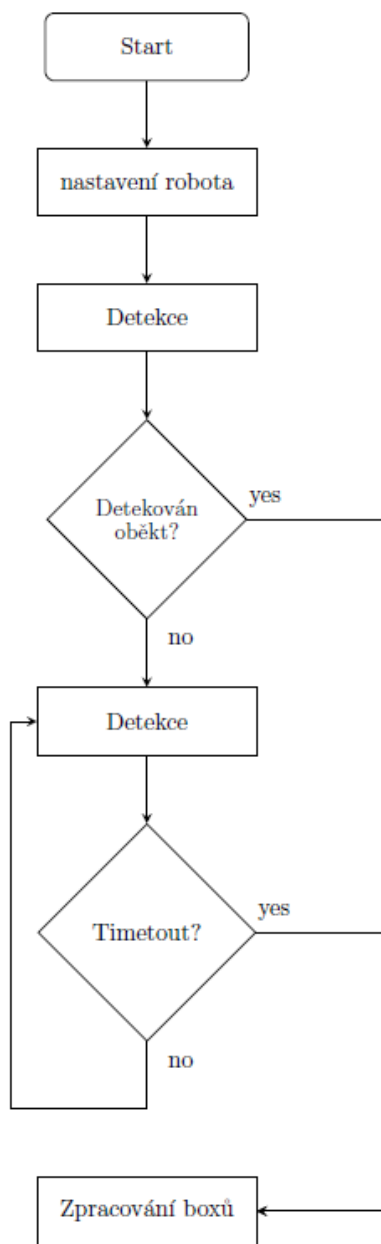 Start
nastavení robota
Detekce
Detekován
oběkt?
yes
no
Detekce
Timetout?
yes
no
Zpracování boxů